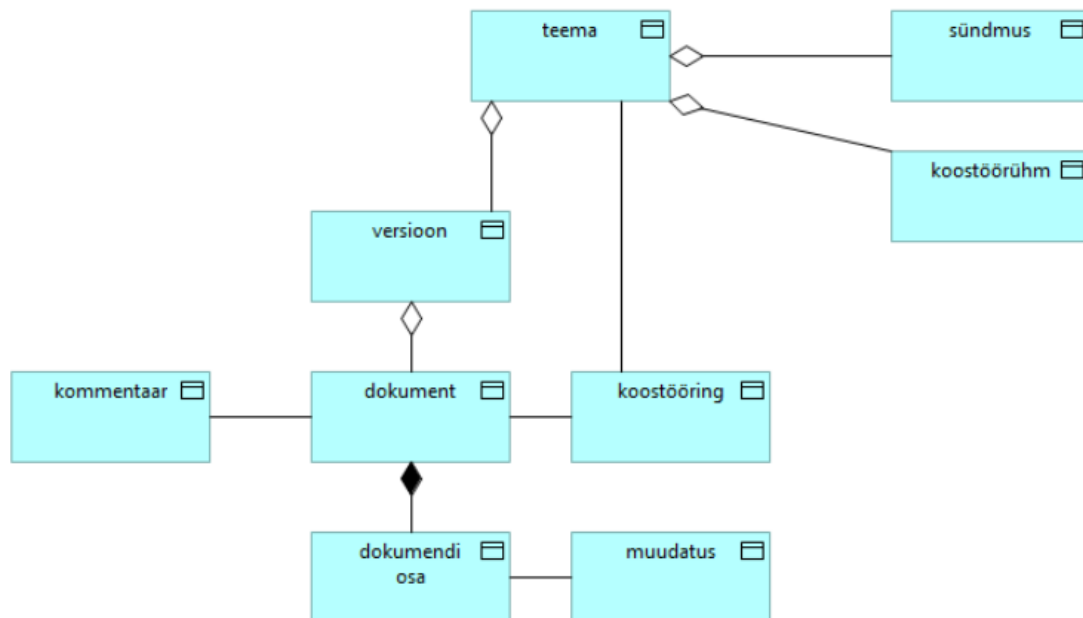 teema
sündmus
koostöörühm
versioon
kommentaar
dokument
koostööring
dokumendi
osa
muudatus